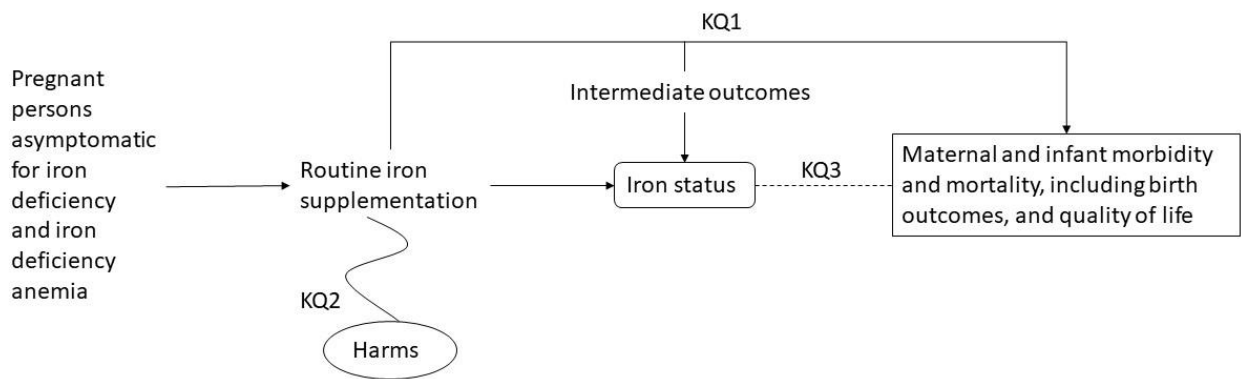 KQ1
Pregnant
persons
asymptomatic
for iron
deficiency
and iron
deficiency
anemia
Routine iron
supplementation
Intermediate outcomes
Iron status
KQ3
Maternal and infant morbidity
and mortality, including birth
outcomes, and quality of life
KQ2
Harms